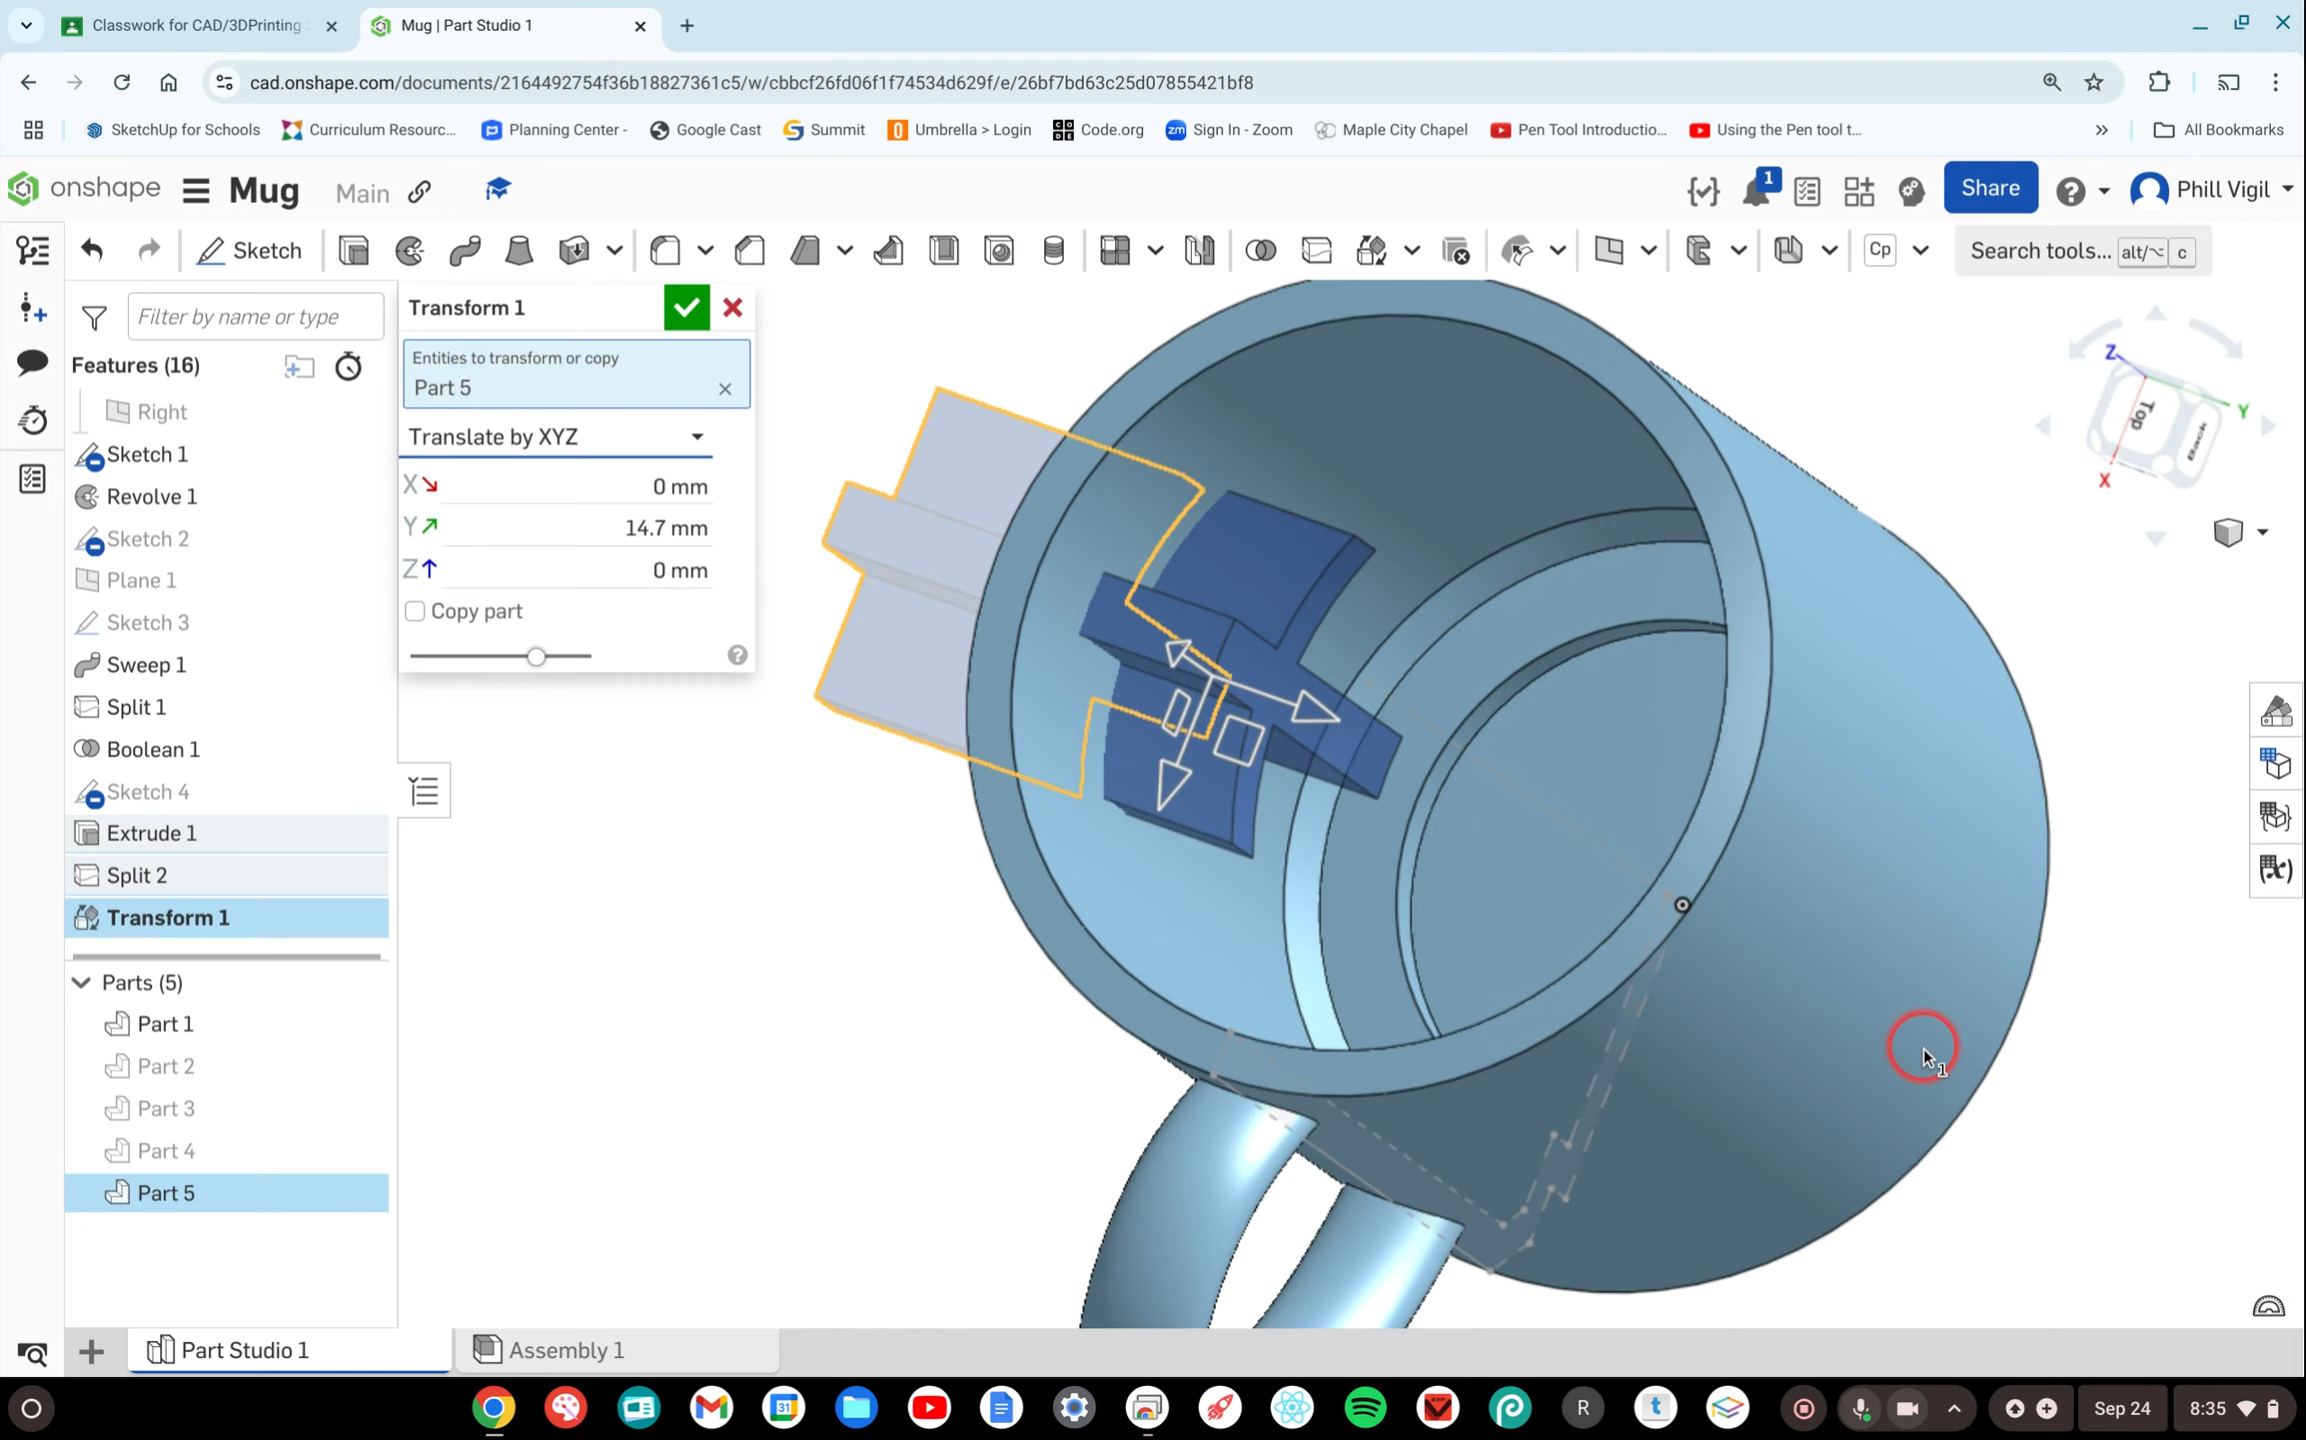 Classwork for CAD/3DPrinting
Mug | Part Studio 1
cad.onshape.com/documents/2164492754f36b18827361c5/w/cbbcf26fd06f1f74534d629f/e/26bf7bd63c25d07855421bf8
SketchUp for Schools
Curriculum Resourc...
Planning Center -
Google Cast
Summit
Umbrella > Login
Code.org
Sign In - Zoom
Maple City Chapel
Pen Tool Introductio...
Using the Pen tool t...
All Bookmarks
onshape
Mug
Main
1
Share
Phill Vigil
Sketch
Cp
Search tools... alt/⌥ c
Filter by name or type
Features (16)
Right
Sketch 1
Revolve 1
Sketch 2
Plane 1
Sketch 3
Sweep 1
Split 1
Boolean 1
Sketch 4
Extrude 1
Split 2
Transform 1
Parts (5)
Part 1
Part 2
Part 3
Part 4
Part 5
Transform 1
Entities to transform or copy
Part 5
Translate by XYZ
X 0 mm
Y 14.7 mm
Z 0 mm
Copy part
Z
Y
X
Top
Back
1
Part Studio 1
Assembly 1
31
R
t
Sep 24
8:35